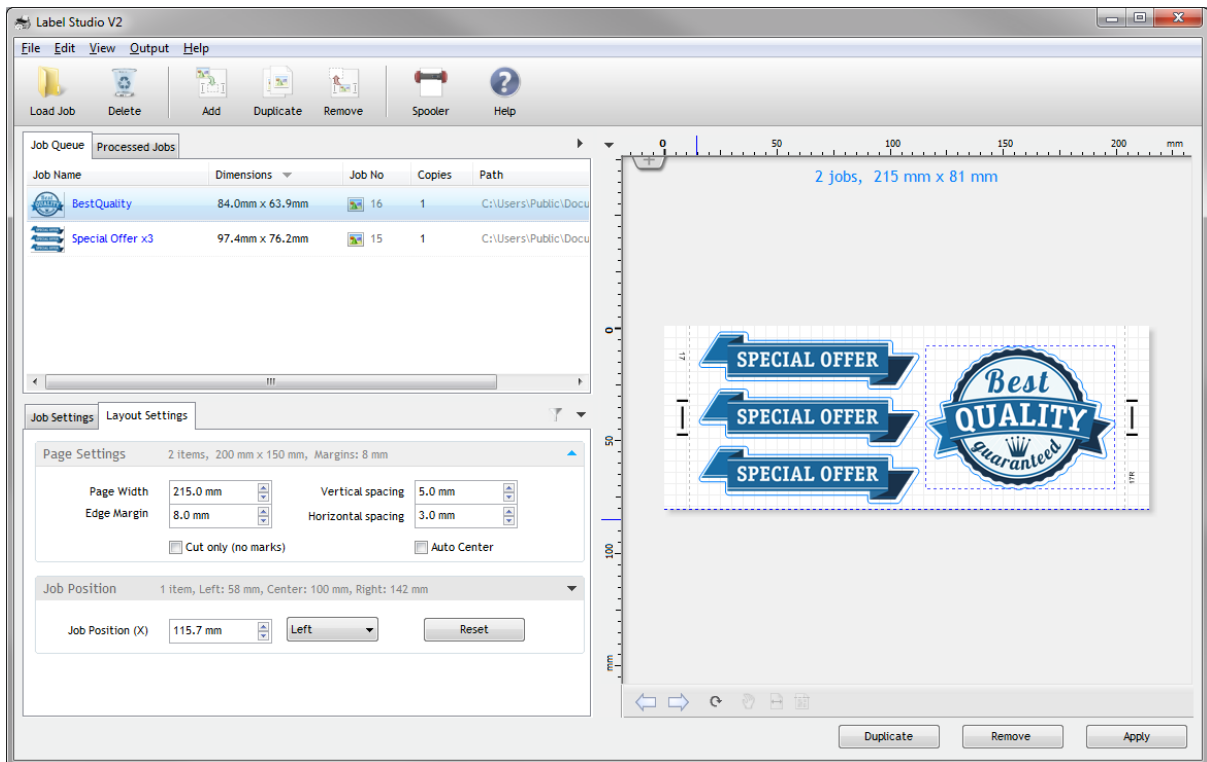 Label Studio V2
File Edit View Output Help
Load Job Delete Add Duplicate Remove Spooler Help
Job Queue Processed Jobs
Job Name Dimensions Job No Copies Path
BestQuality 84.0mm x 63.9mm 16 1 C:\Users\Public\Docu
Special Offer x3 97.4mm x 76.2mm 15 1 C:\Users\Public\Docu
Job Settings Layout Settings
Page Settings 2 items, 200 mm x 150 mm, Margins: 8 mm
Page Width 215.0 mm Vertical spacing 5.0 mm
Edge Margin 8.0 mm Horizontal spacing 3.0 mm
Cut only (no marks) Auto Center
Job Position 1 item, Left: 58 mm, Center: 100 mm, Right: 142 mm
Job Position (X) 115.7 mm Left Reset
0 50 100 150 200 mm
2 jobs, 215 mm x 81 mm
0
50
100
mm
17
SPECIAL OFFER
SPECIAL OFFER
SPECIAL OFFER
Best
QUALITY
guaranteed
17R
Duplicate Remove Apply